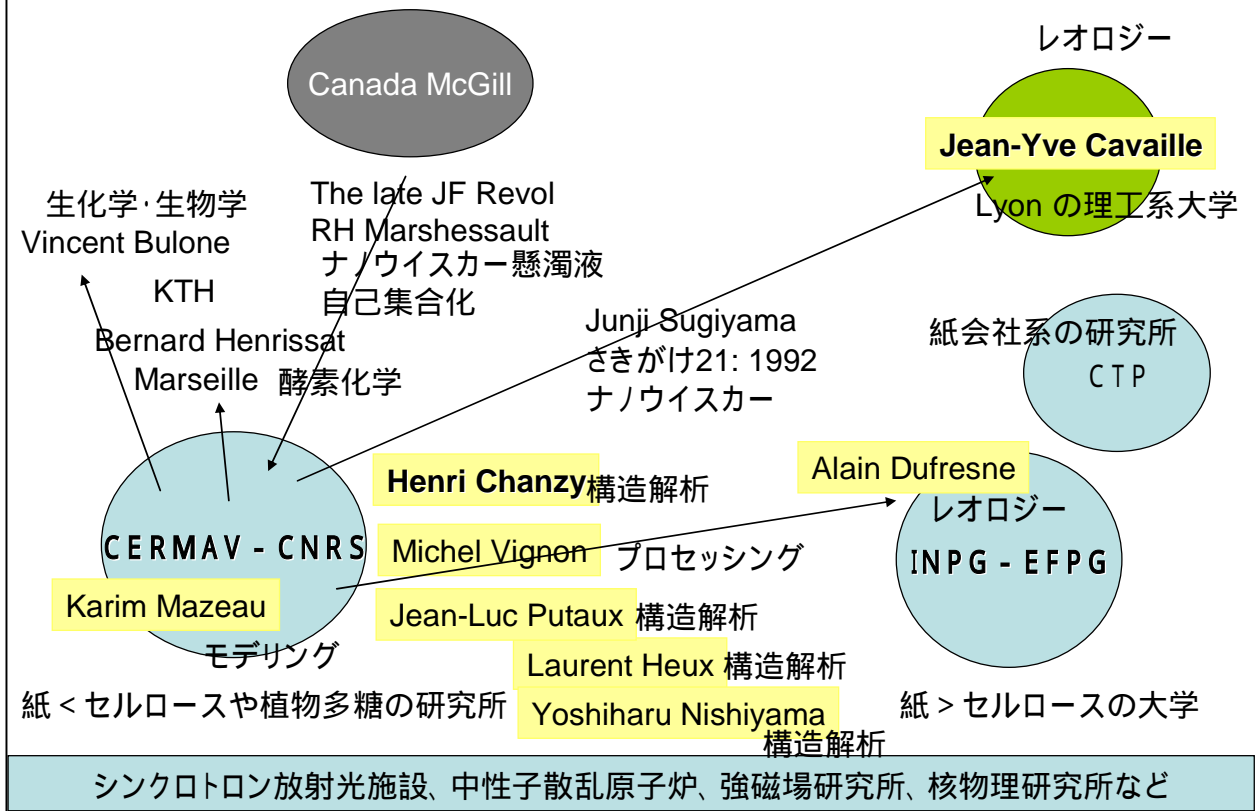 レオロジー
Canada McGill
Jean-Yve Cavaille
Lyon の理工系大学
生化学·生物学
Vincent Bulone
KTH
Bernard Henrissat
Marseille 酵素化学
The late JF Revol
RH Marshessault
ナノウイスカー懸濁液
自己集合化
Junji Sugiyama
さきがけ21: 1992
ナノウイスカー
紙会社系の研究所
CTP
Henri Chanzy構造解析
Alain Dufresne
レオロジー
CERMAV - CNRS
Michel Vignon プロセッシング
INPG - EFPG
Karim Mazeau
Jean-Luc Putaux 構造解析
モデリング
Laurent Heux 構造解析
紙 < セルロースや植物多糖の研究所
Yoshiharu Nishiyama
構造解析
紙 > セルロースの大学
シンクロトロン放射光施設、中性子散乱原子炉、強磁場研究所、核物理研究所など